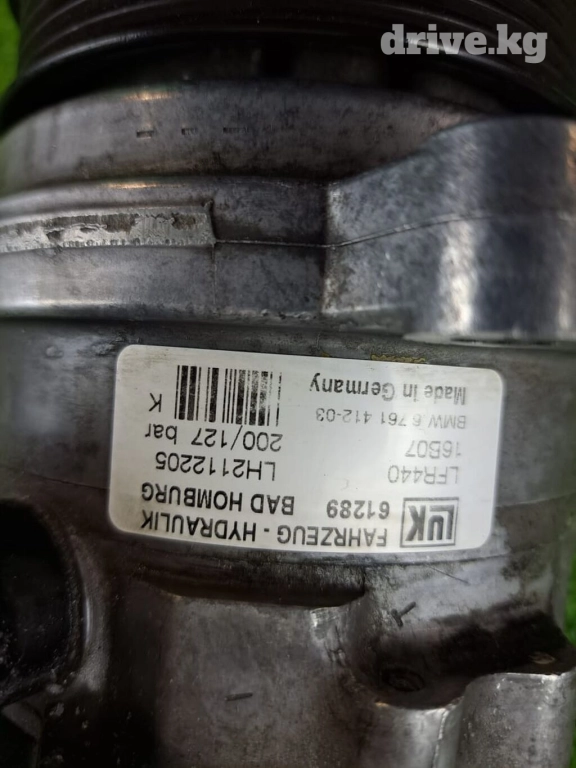 drive.kg
LUK
FAHRZEUG - HYDRAULIK
61289 BAD HOMBURG
LFR440 LH2112205
16B07 200/127 bar
BMW 6 761 412-03
Made in Germany K